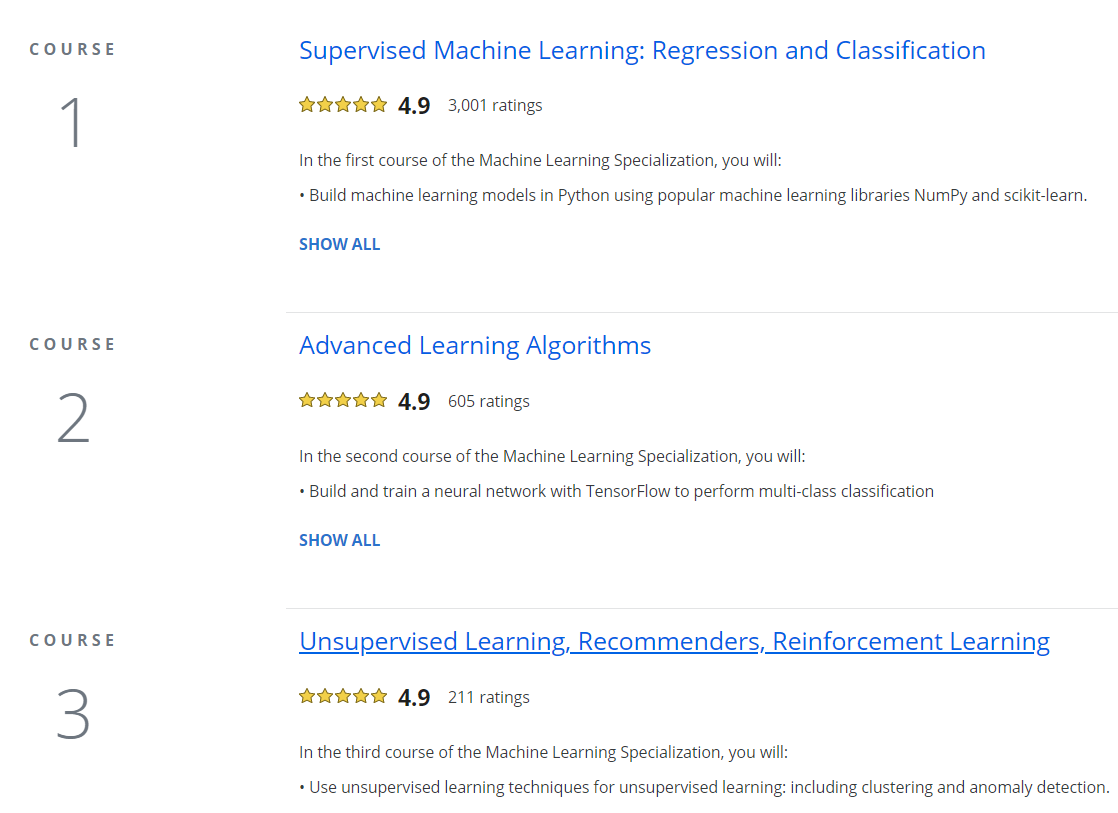 COURSE
1
Supervised Machine Learning: Regression and Classification
4.9 3,001 ratings
In the first course of the Machine Learning Specialization, you will:
• Build machine learning models in Python using popular machine learning libraries NumPy and scikit-learn.
SHOW ALL
COURSE
2
Advanced Learning Algorithms
4.9 605 ratings
In the second course of the Machine Learning Specialization, you will:
• Build and train a neural network with TensorFlow to perform multi-class classification
SHOW ALL
COURSE
3
Unsupervised Learning, Recommenders, Reinforcement Learning
4.9 211 ratings
In the third course of the Machine Learning Specialization, you will:
• Use unsupervised learning techniques for unsupervised learning: including clustering and anomaly detection.